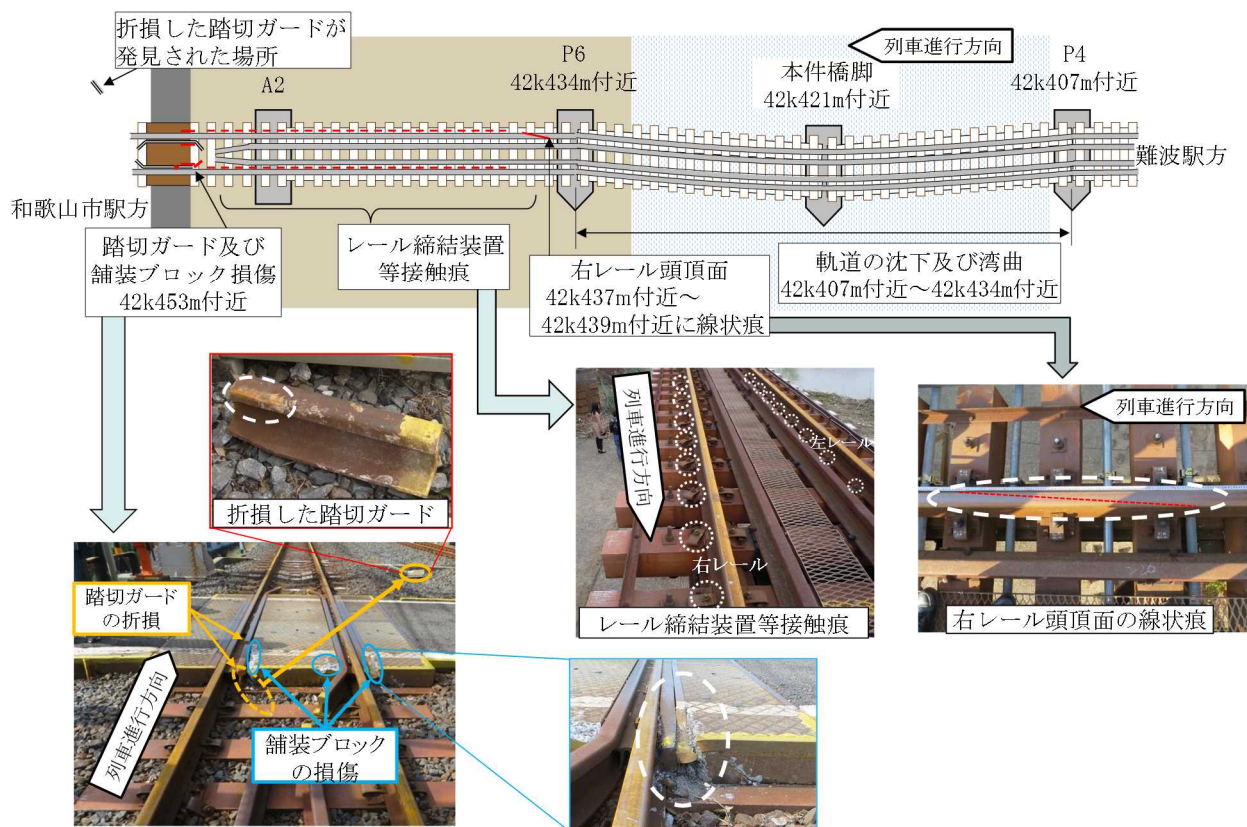 折損した踏切ガードが
発見された場所
A2
P6
42k434m付近
列車進行方向
本件橋脚
42k421m付近
P4
42k407m付近
難波駅方
和歌山市駅方
踏切ガード及び
舗装ブロック損傷
42k453m付近
レール締結装置
等接触痕
右レール頭頂面
42k437m付近～
42k439m付近に線状痕
軌道の沈下及び湾曲
42k407m付近～42k434m付近
折損した踏切ガード
列車進行方向
左レール
右レール
レール締結装置等接触痕
列車進行方向
右レール頭頂面の線状痕
踏切ガード
の折損
列車進行方向
舗装ブロック
の損傷